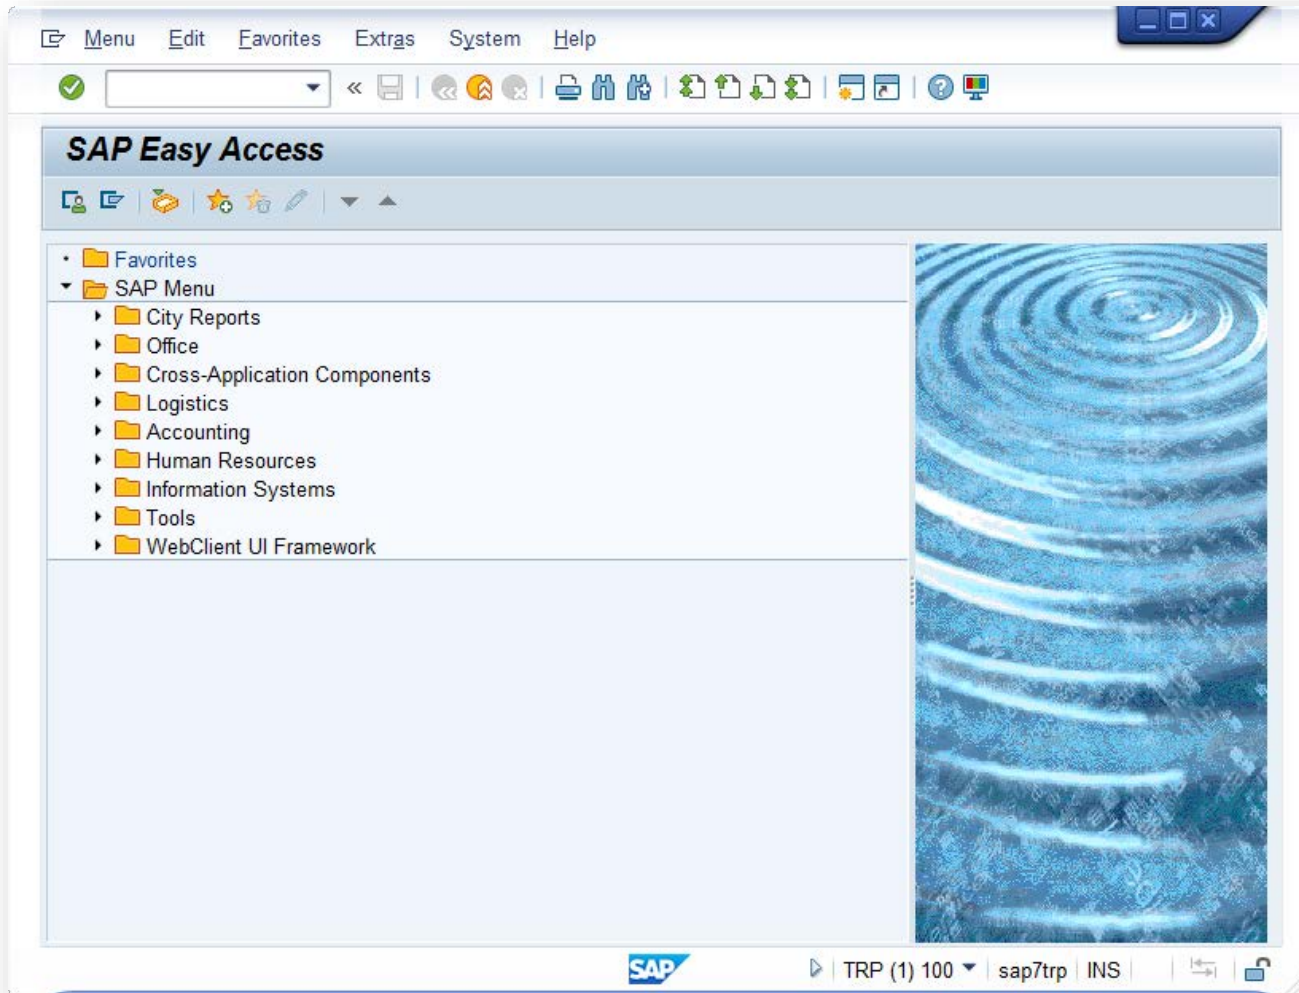 Menu Edit Favorites Extras System Help
SAP Easy Access
Favorites
SAP Menu
City Reports
Office
Cross-Application Components
Logistics
Accounting
Human Resources
Information Systems
Tools
WebClient UI Framework
SAP TRP (1) 100 sap7trp INS